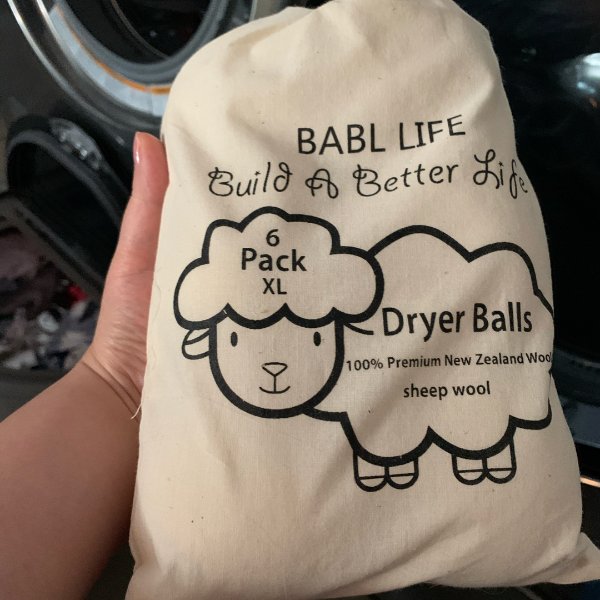 BABL LIFE
Build A Better Life
6
Pack
XL
Dryer Balls
100% Premium New Zealand Wool
sheep wool